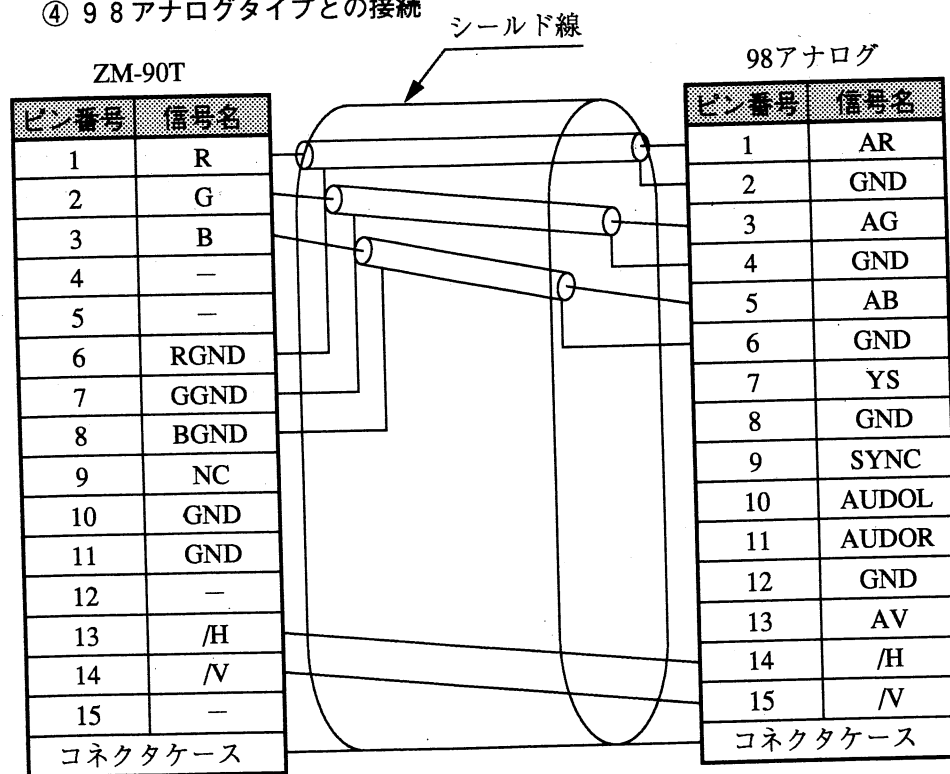 ④ 98アナログタイプとの接続
シールド線
ZM-90T
ピン番号 信号名
1 R
2 G
3 B
4 －
5 －
6 RGND
7 GGND
8 BGND
9 NC
10 GND
11 GND
12 －
13 /H
14 /V
15 －
コネクタケース
98アナログ
ピン番号 信号名
1 AR
2 GND
3 AG
4 GND
5 AB
6 GND
7 YS
8 GND
9 SYNC
10 AUDOL
11 AUDOR
12 GND
13 AV
14 /H
15 /V
コネクタケース